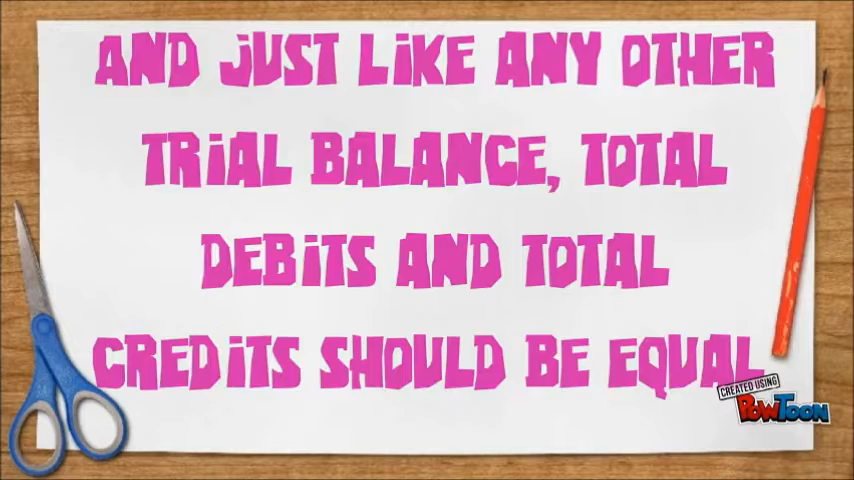 AND JUST LIKE ANY OTHER
TRIAL BALANCE, TOTAL
DEBITS AND TOTAL
CREDITS SHOULD BE EQUAL
CREATED USING
POWTOON